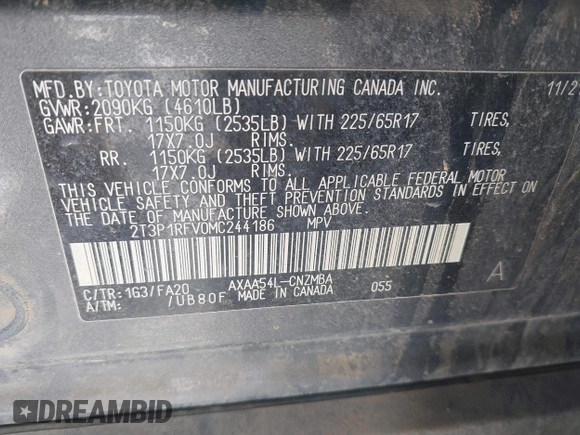 MFD.BY:TOYOTA MOTOR MANUFACTURING CANADA INC. 11/21
GVWR:2090KG (4610LB)
GAWR:FRT. 1150KG (2535LB) WITH 225/65R17 TIRES,
17X7.0J RIMS.
RR. 1150KG (2535LB) WITH 225/65R17 TIRES,
17X7.0J RIMS.
THIS VEHICLE CONFORMS TO ALL APPLICABLE FEDERAL MOTOR
VEHICLE SAFETY AND THEFT PREVENTION STANDARDS IN EFFECT ON
THE DATE OF MANUFACTURE SHOWN ABOVE.
2T3P1RFV0MC244186 MPV
C/TR:1G3/FA20 AXAA54L-CNZMBA A
A/TM: /UB80F MADE IN CANADA 055
DREAMBID